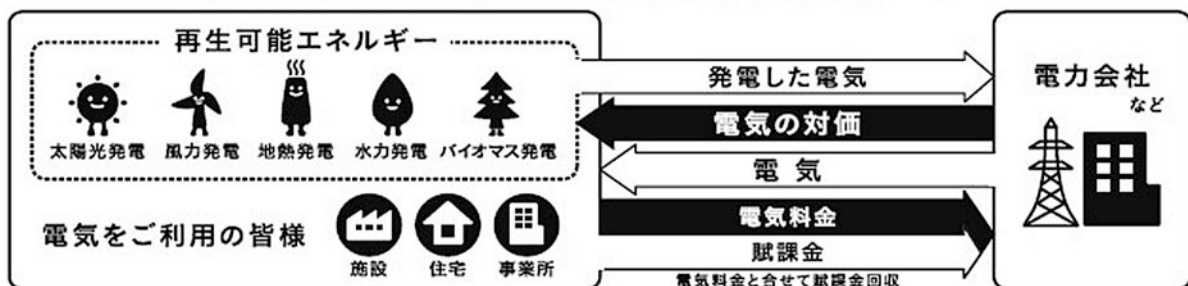 再生可能エネルギー
太陽光発電 風力発電 地熱発電 水力発電 バイオマス発電
電気をご利用の皆様
施設 住宅 事業所
発電した電気
電気の対価
電気
電気料金
賦課金
電気料金と合せて賦課金回収
電力会社
など